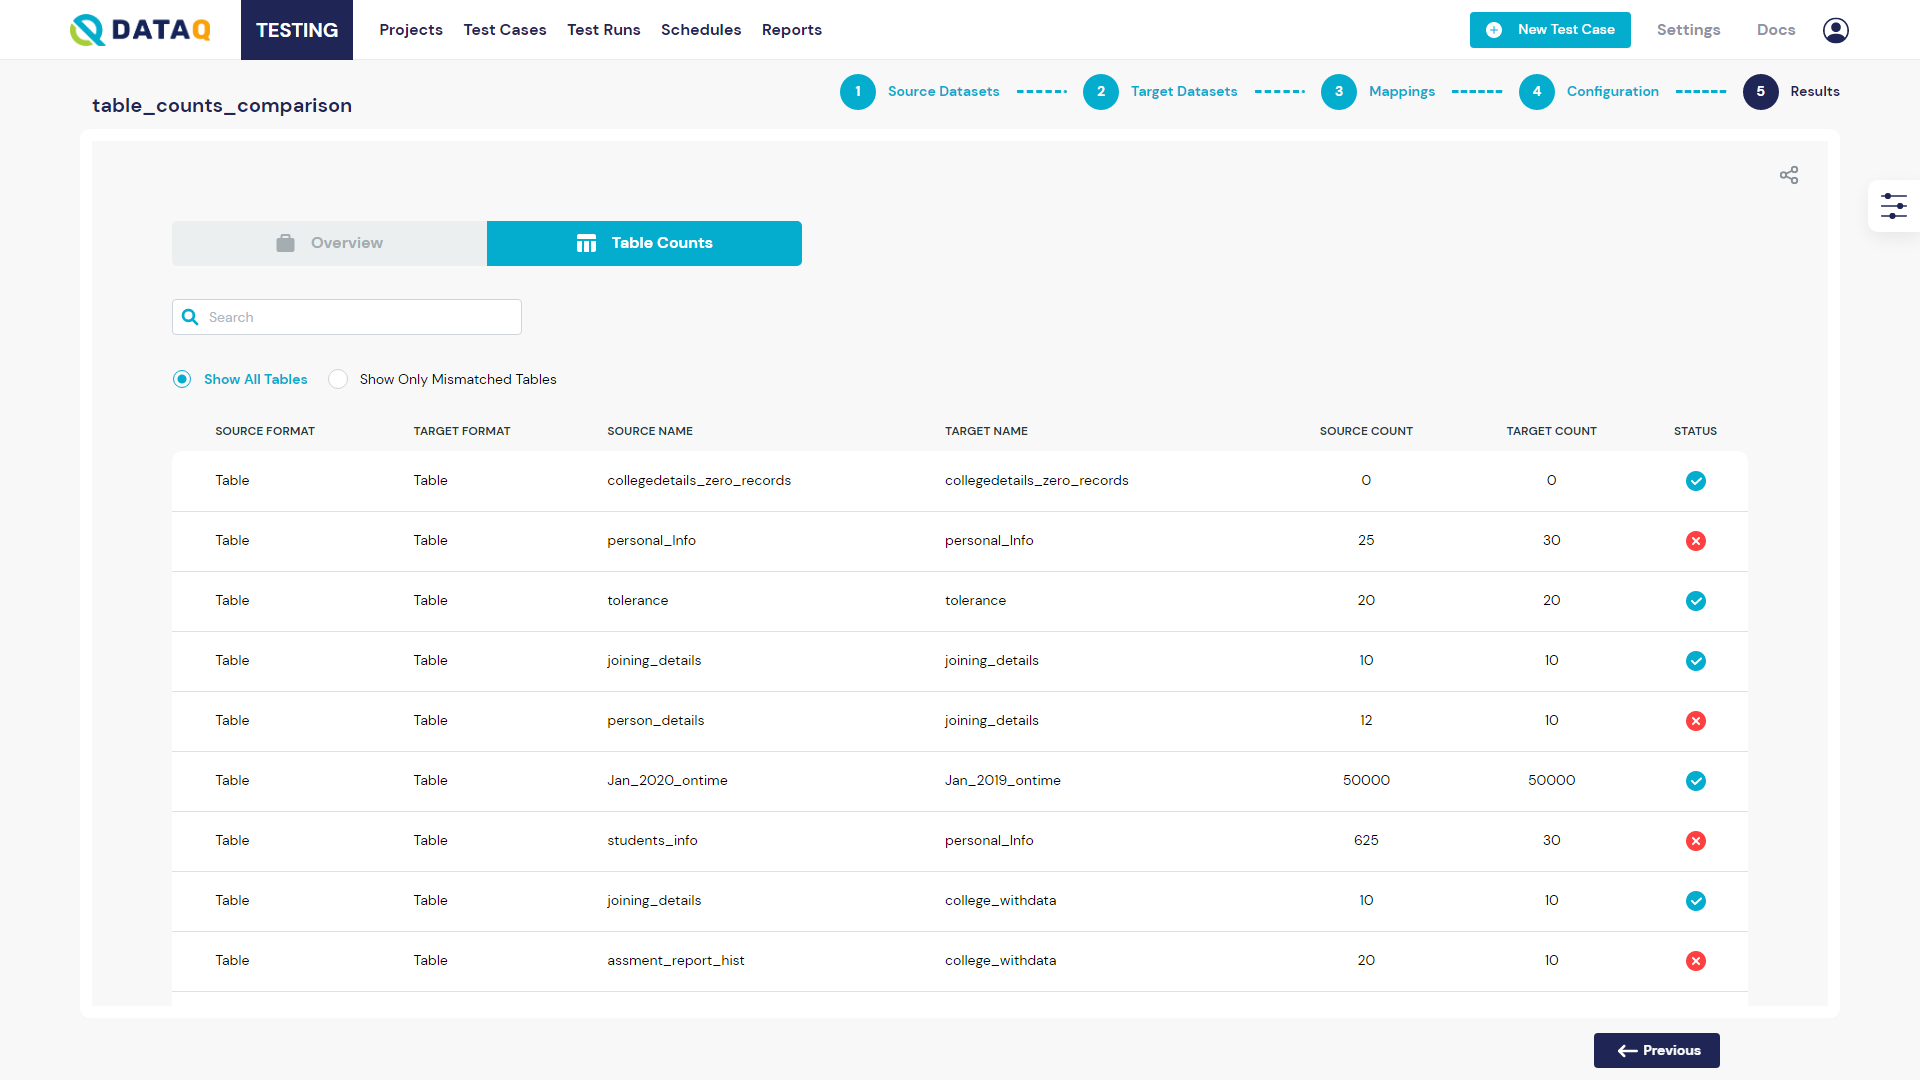 DATAQ TESTING Projects Test Cases Test Runs Schedules Reports New Test Case Settings Docs
table_counts_comparison
1 Source Datasets 2 Target Datasets 3 Mappings 4 Configuration 5 Results
Overview Table Counts
Search
Show All Tables Show Only Mismatched Tables
SOURCE FORMAT TARGET FORMAT SOURCE NAME TARGET NAME SOURCE COUNT TARGET COUNT STATUS
Table Table collegedetails_zero_records collegedetails_zero_records 0 0
Table Table personal_Info personal_Info 25 30
Table Table tolerance tolerance 20 20
Table Table joining_details joining_details 10 10
Table Table person_details joining_details 12 10
Table Table Jan_2020_ontime Jan_2019_ontime 50000 50000
Table Table students_info personal_Info 625 30
Table Table joining_details college_withdata 10 10
Table Table assment_report_hist college_withdata 20 10
Previous